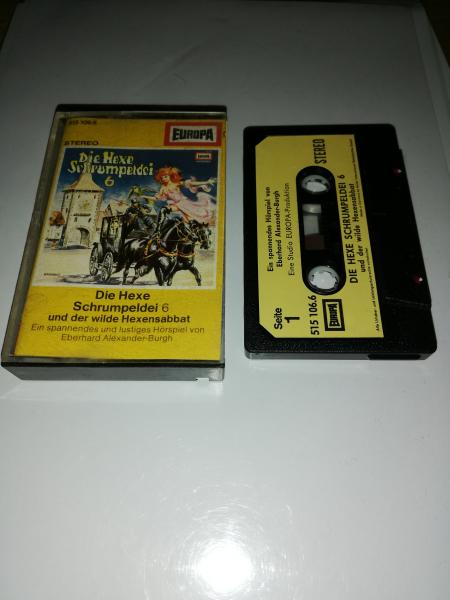 515 106.6
EUROPA
STEREO
Die Hexe
Schrumpeldei
6
Die Hexe
Schrumpeldei 6
und der wilde Hexensabbat
Ein spannendes und lustiges Hörspiel von
Eberhard Alexander-Burgh
Ein spannendes Hörspiel von
Eberhard Alexander-Burgh
Eine Studio EUROPA-Produktion
STEREO
Seite
1
515 106.6
EUROPA
DIE HEXE SCHRUMPELDEI 6
und der wilde Hexensabbat